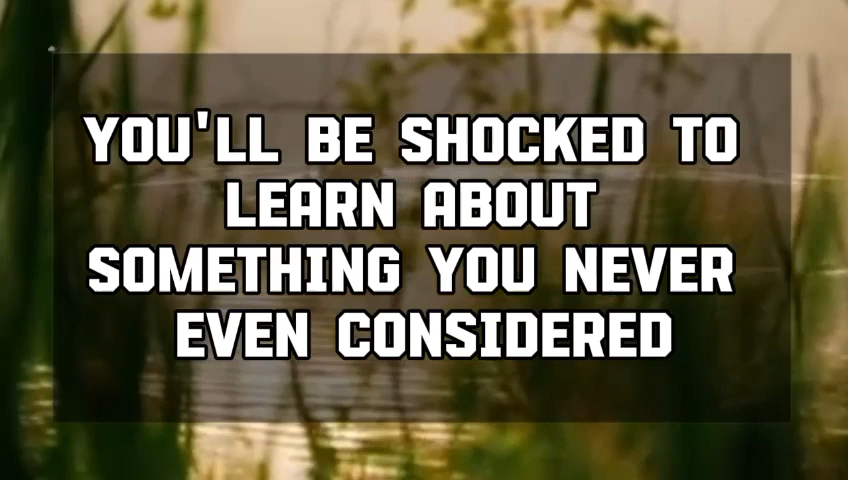 YOU'LL BE SHOCKED TO
LEARN ABOUT
SOMETHING YOU NEVER
EVEN CONSIDERED